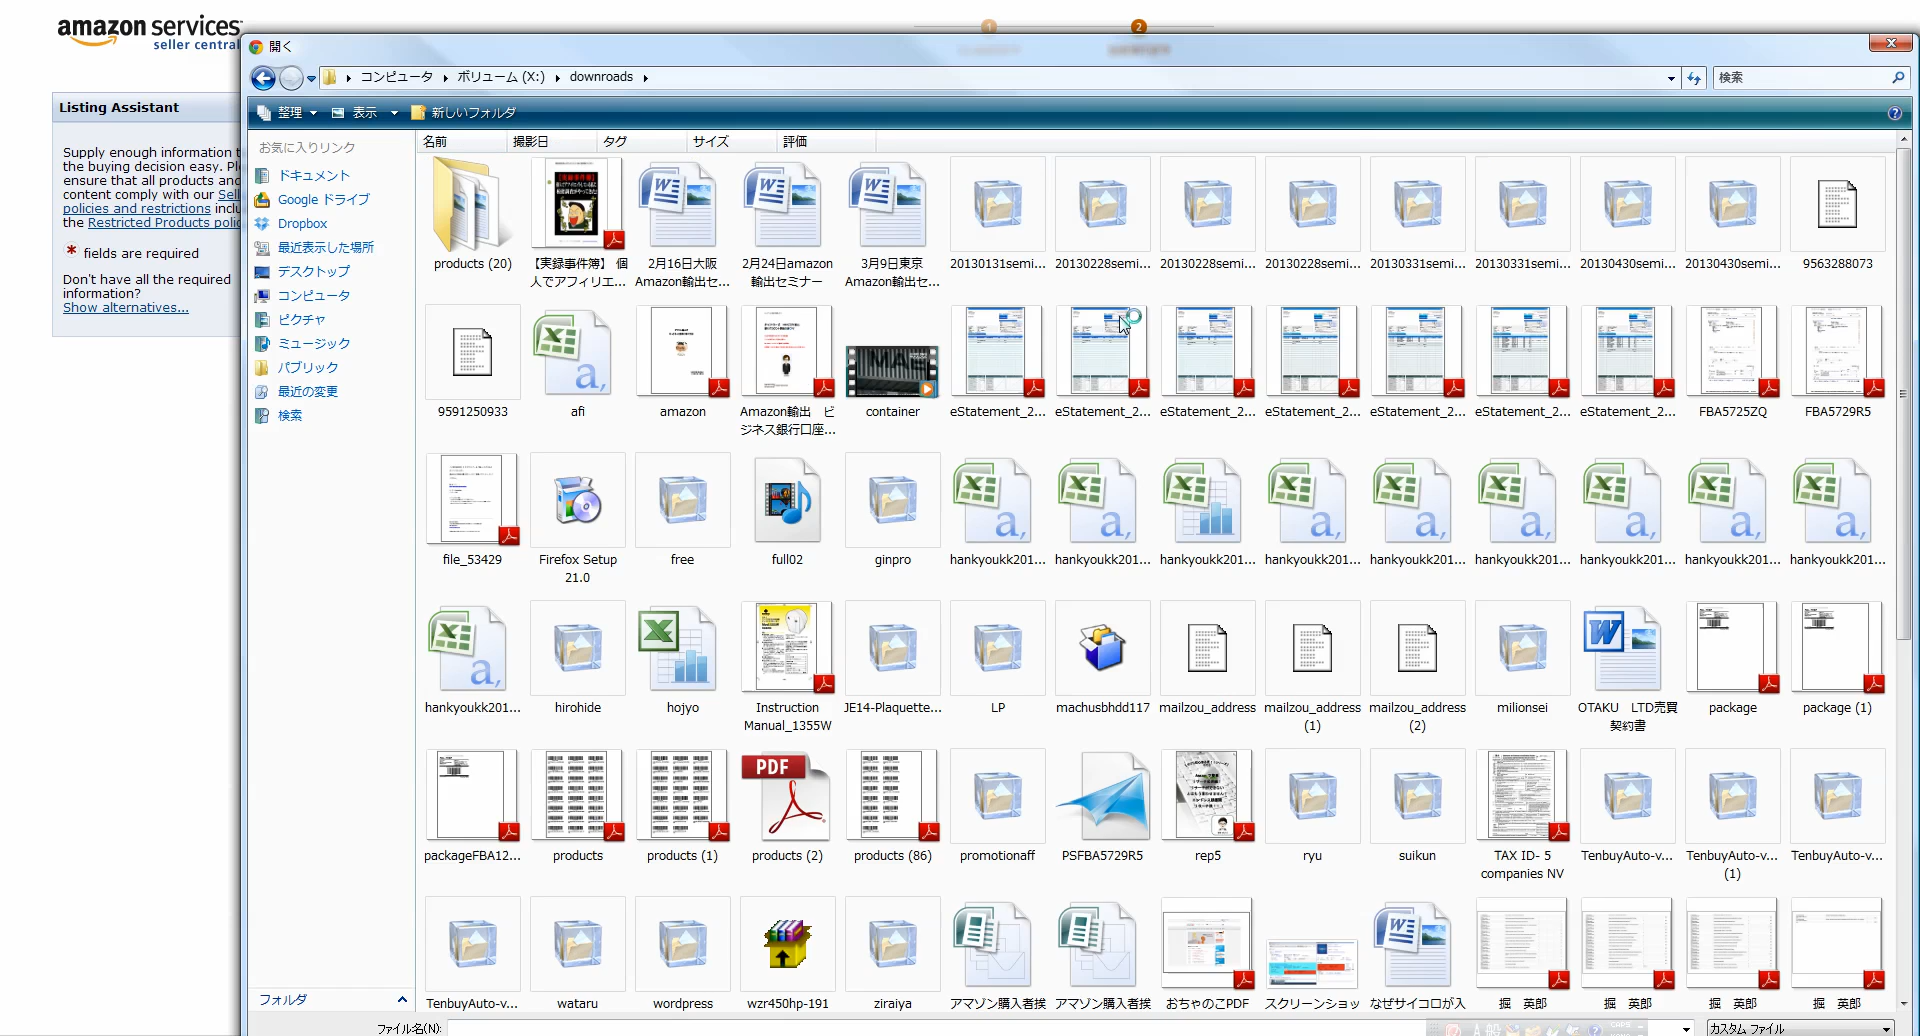 amazon services
seller central
1
2
Listing Assistant
Supply enough information t
the buying decision easy. Pl
ensure that all products and
content comply with our Sell
policies and restrictions inclu
the Restricted Products polic
* fields are required
Don't have all the required
information?
Show alternatives...
開く
コンピュータ
ボリューム (X:)
downroads
検索
整理
表示
新しいフォルダ
お気に入りリンク
ドキュメント
Google ドライブ
Dropbox
最近表示した場所
デスクトップ
コンピュータ
ピクチャ
ミュージック
パブリック
最近の変更
検索
フォルダ
名前 撮影日 タグ サイズ 評価
products (20)
【実録事件簿】 個
人でアフィリエ...
2月16日大阪
Amazon輸出セ...
2月24日amazon
輸出セミナー
3月9日東京
Amazon輸出セ...
20130131semi...
20130228semi...
20130228semi...
20130228semi...
20130331semi...
20130331semi...
20130430semi...
20130430semi...
9563288073
9591250933
afi
amazon
Amazon輸出 ビ
ジネス銀行口座...
container
eStatement_2...
eStatement_2...
eStatement_2...
eStatement_2...
eStatement_2...
eStatement_2...
eStatement_2...
FBA5725ZQ
FBA5729R5
file_53429
Firefox Setup
21.0
free
full02
ginpro
hankyoukk201...
hankyoukk201...
hankyoukk201...
hankyoukk201...
hankyoukk201...
hankyoukk201...
hankyoukk201...
hankyoukk201...
hankyoukk201...
hankyoukk201...
hirohide
hojyo
Instruction
Manual_1355W
JE14-Plaquette...
LP
machusbhdd117
mailzou_address
mailzou_address
(1)
mailzou_address
(2)
milionsei
OTAKU LTD売買
契約書
package
package (1)
packageFBA12...
products
products (1)
PDF
products (2)
products (86)
promotionaff
PSFBA5729R5
rep5
ryu
suikun
TAX ID- 5
companies NV
TenbuyAuto-v...
TenbuyAuto-v...
(1)
TenbuyAuto-v...
TenbuyAuto-v...
wataru
wordpress
wzr450hp-191
ziraiya
アマゾン購入者挨
アマゾン購入者挨
おちゃのこPDF
スクリーンショッ
なぜサイコロが入
掘 英郎
掘 英郎
掘 英郎
掘 英郎
ファイル名(N):
カスタム ファイル